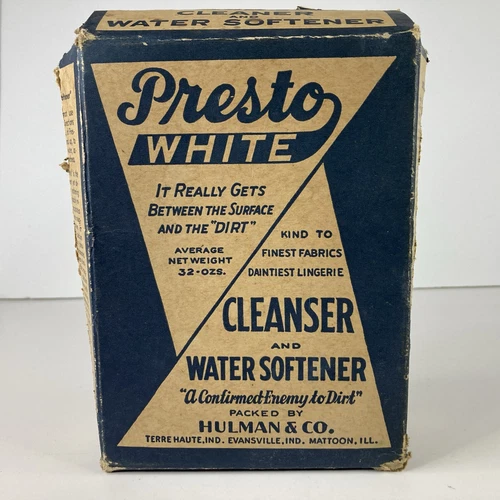 CLEANSER
AND
WATER SOFTENER
Presto
WHITE
IT REALLY GETS
BETWEEN THE SURFACE
AND THE "DIRT"
AVERAGE
NET WEIGHT
32-OZS.
KIND TO
FINEST FABRICS
DAINTIEST LINGERIE
CLEANSER
AND
WATER SOFTENER
"A Confirmed Enemy to Dirt"
PACKED BY
HULMAN & CO.
TERRE HAUTE, IND. EVANSVILLE, IND. MATTOON, ILL.